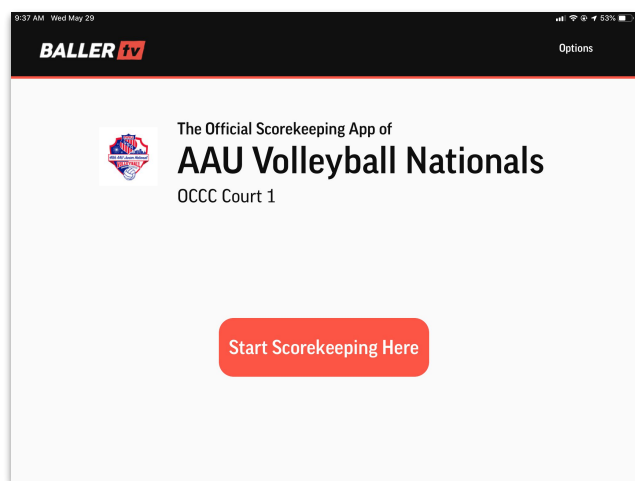 9:37 AM Wed May 29
53%
BALLER tv
Options
The Official Scorekeeping App of
AAU Volleyball Nationals
OCCC Court 1
Start Scorekeeping Here